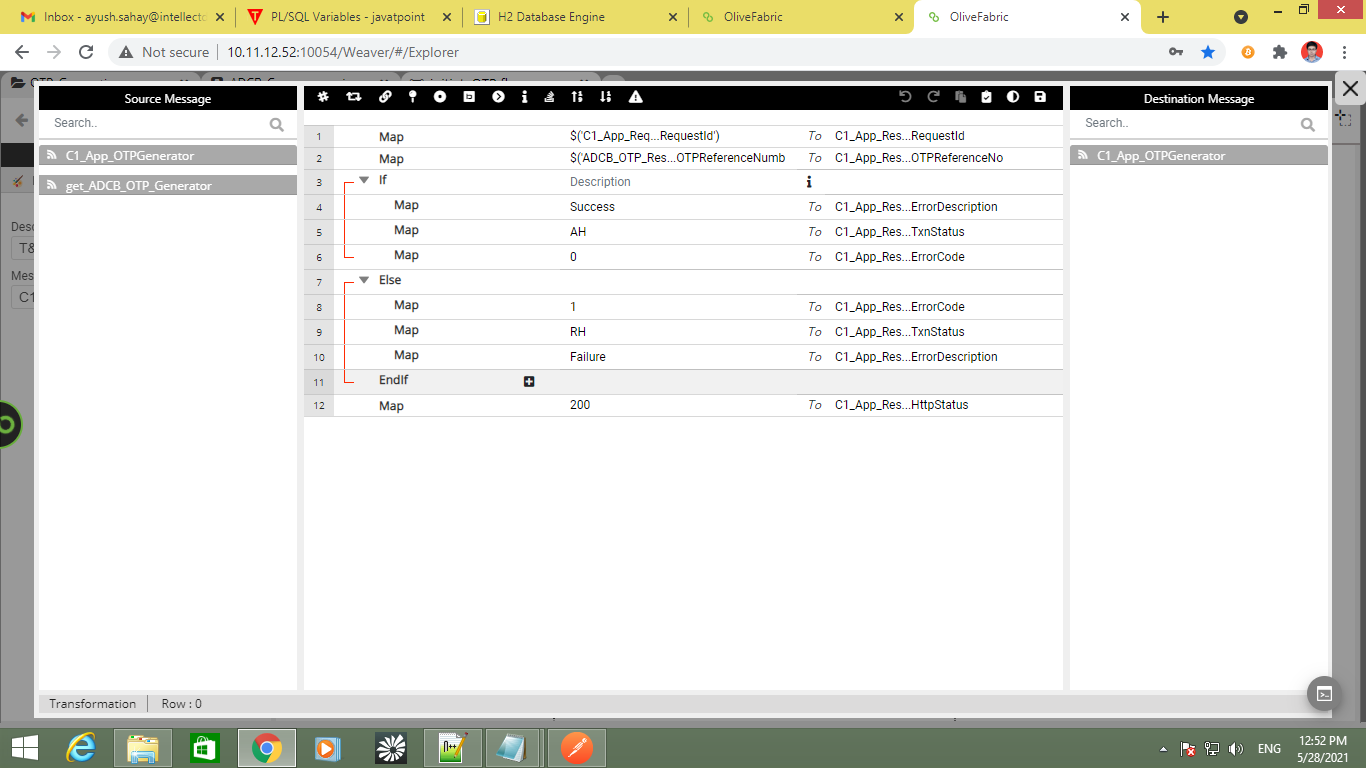 Inbox - ayush.sahay@intellect
PL/SQL Variables - javatpoint
H2 Database Engine
OliveFabric
OliveFabric
Not secure
10.11.12.52:10054/Weaver/#/Explorer
Source Message
Destination Message
Search..
Search..
C1_App_OTPGenerator
get_ADCB_OTP_Generator
C1_App_OTPGenerator
1 Map $('C1_App_Req...RequestId') To C1_App_Res...RequestId
2 Map $('ADCB_OTP_Res...OTPReferenceNumb To C1_App_Res...OTPReferenceNo
3 If Description
4 Map Success To C1_App_Res...ErrorDescription
5 Map AH To C1_App_Res...TxnStatus
6 Map 0 To C1_App_Res...ErrorCode
7 Else
8 Map 1 To C1_App_Res...ErrorCode
9 Map RH To C1_App_Res...TxnStatus
10 Map Failure To C1_App_Res...ErrorDescription
11 EndIf
12 Map 200 To C1_App_Res...HttpStatus
Desc
T&
Mes
C1
Transformation
Row : 0
ENG
12:52 PM
5/28/2021